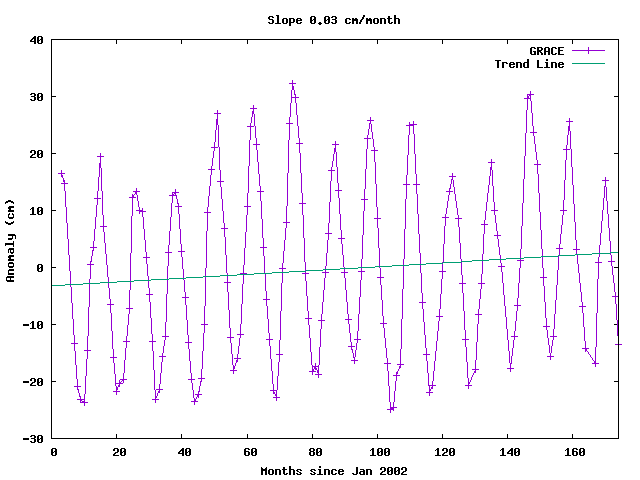 Slope 0.03 cm/month
GRACE
Trend Line
40
30
20
10
0
-10
-20
-30
Anomaly (cm)
0 20 40 60 80 100 120 140 160
Months since Jan 2002